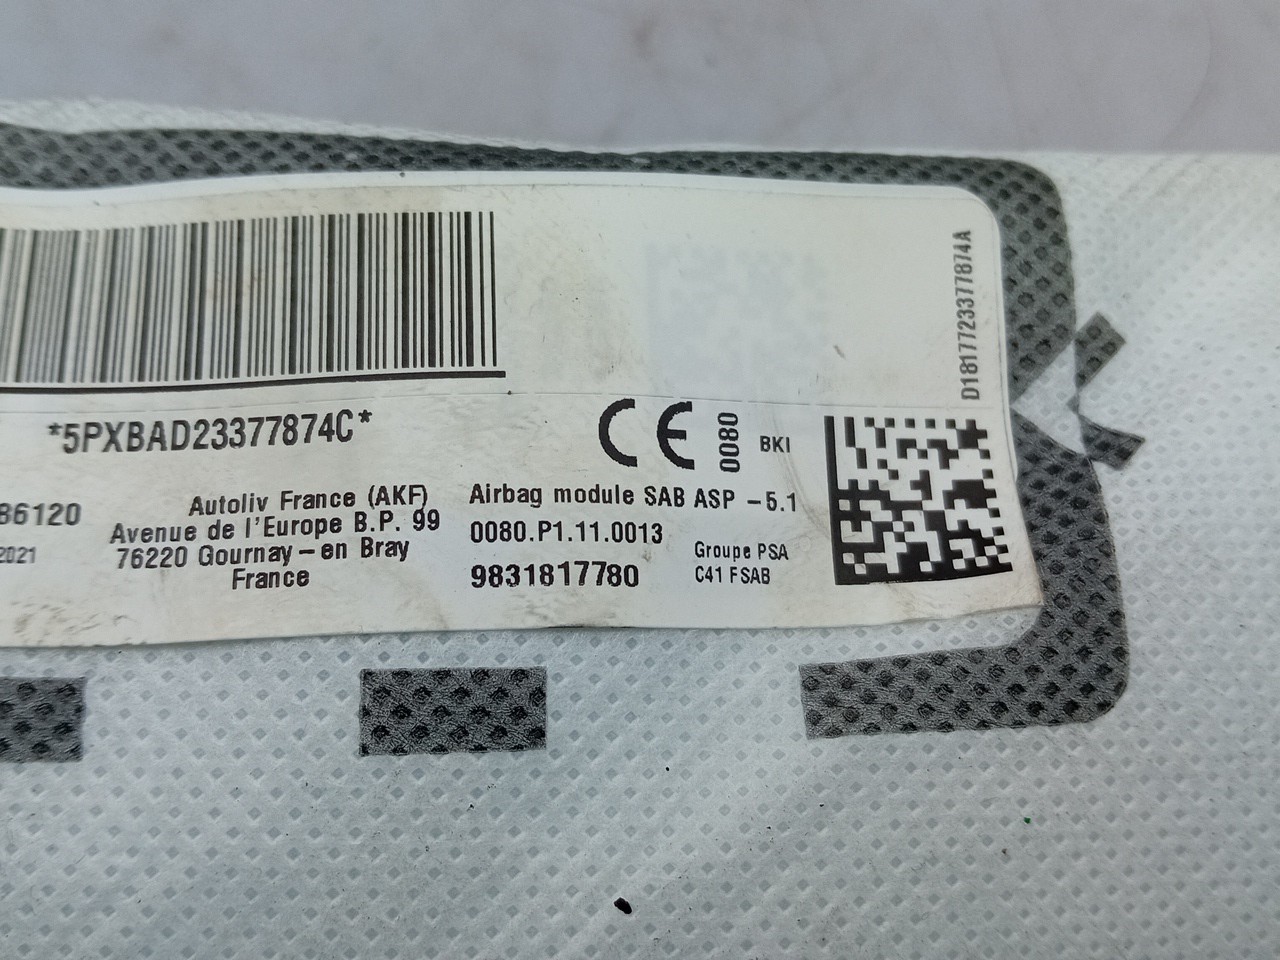 D1817723377874A
*5PXBAD23377874C*
CE 0080 BKI
86120
2021
Autoliv France (AKF)
Avenue de l'Europe B.P. 99
76220 Gournay-en Bray
France
Airbag module SAB ASP -5.1
0080.P1.11.0013
9831817780
Groupe PSA
C41 FSAB